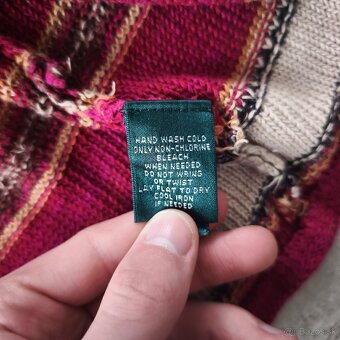 HAND WASH COLD
ONLY NON-CHLORINE
BLEACH
WHEN NEEDED
DO NOT WRING
OR TWIST
LAY FLAT TO DRY
COOL IRON
IF NEEDED